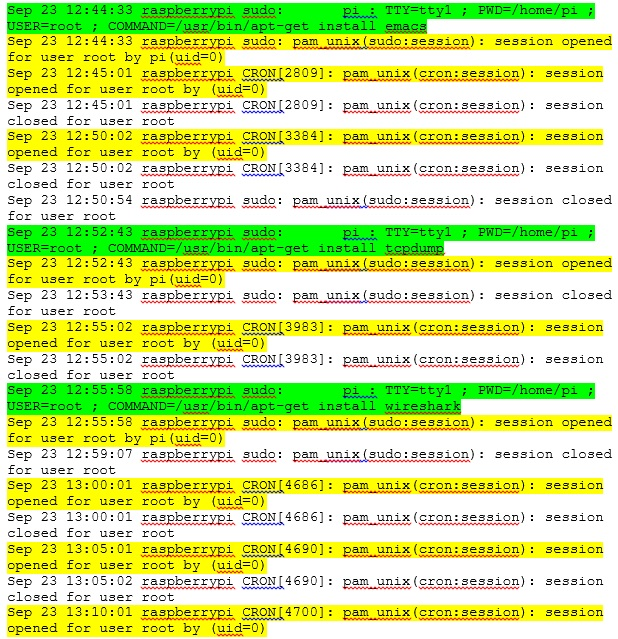 Sep 23 12:44:33 raspberrypi sudo:       pi : TTY=tty1 ; PWD=/home/pi ;
USER=root ; COMMAND=/usr/bin/apt-get install emacs
Sep 23 12:44:33 raspberrypi sudo: pam_unix(sudo:session): session opened
for user root by pi(uid=0)
Sep 23 12:45:01 raspberrypi CRON[2809]: pam_unix(cron:session): session
opened for user root by (uid=0)
Sep 23 12:45:01 raspberrypi CRON[2809]: pam_unix(cron:session): session
closed for user root
Sep 23 12:50:02 raspberrypi CRON[3384]: pam_unix(cron:session): session
opened for user root by (uid=0)
Sep 23 12:50:02 raspberrypi CRON[3384]: pam_unix(cron:session): session
closed for user root
Sep 23 12:50:54 raspberrypi sudo: pam_unix(sudo:session): session closed
for user root
Sep 23 12:52:43 raspberrypi sudo:       pi : TTY=tty1 ; PWD=/home/pi ;
USER=root ; COMMAND=/usr/bin/apt-get install tcpdump
Sep 23 12:52:43 raspberrypi sudo: pam_unix(sudo:session): session opened
for user root by pi(uid=0)
Sep 23 12:53:43 raspberrypi sudo: pam_unix(sudo:session): session closed
for user root
Sep 23 12:55:02 raspberrypi CRON[3983]: pam_unix(cron:session): session
opened for user root by (uid=0)
Sep 23 12:55:02 raspberrypi CRON[3983]: pam_unix(cron:session): session
closed for user root
Sep 23 12:55:58 raspberrypi sudo:       pi : TTY=tty1 ; PWD=/home/pi ;
USER=root ; COMMAND=/usr/bin/apt-get install wireshark
Sep 23 12:55:58 raspberrypi sudo: pam_unix(sudo:session): session opened
for user root by pi(uid=0)
Sep 23 12:59:07 raspberrypi sudo: pam_unix(sudo:session): session closed
for user root
Sep 23 13:00:01 raspberrypi CRON[4686]: pam_unix(cron:session): session
opened for user root by (uid=0)
Sep 23 13:00:01 raspberrypi CRON[4686]: pam_unix(cron:session): session
closed for user root
Sep 23 13:05:01 raspberrypi CRON[4690]: pam_unix(cron:session): session
opened for user root by (uid=0)
Sep 23 13:05:02 raspberrypi CRON[4690]: pam_unix(cron:session): session
closed for user root
Sep 23 13:10:01 raspberrypi CRON[4700]: pam_unix(cron:session): session
opened for user root by (uid=0)